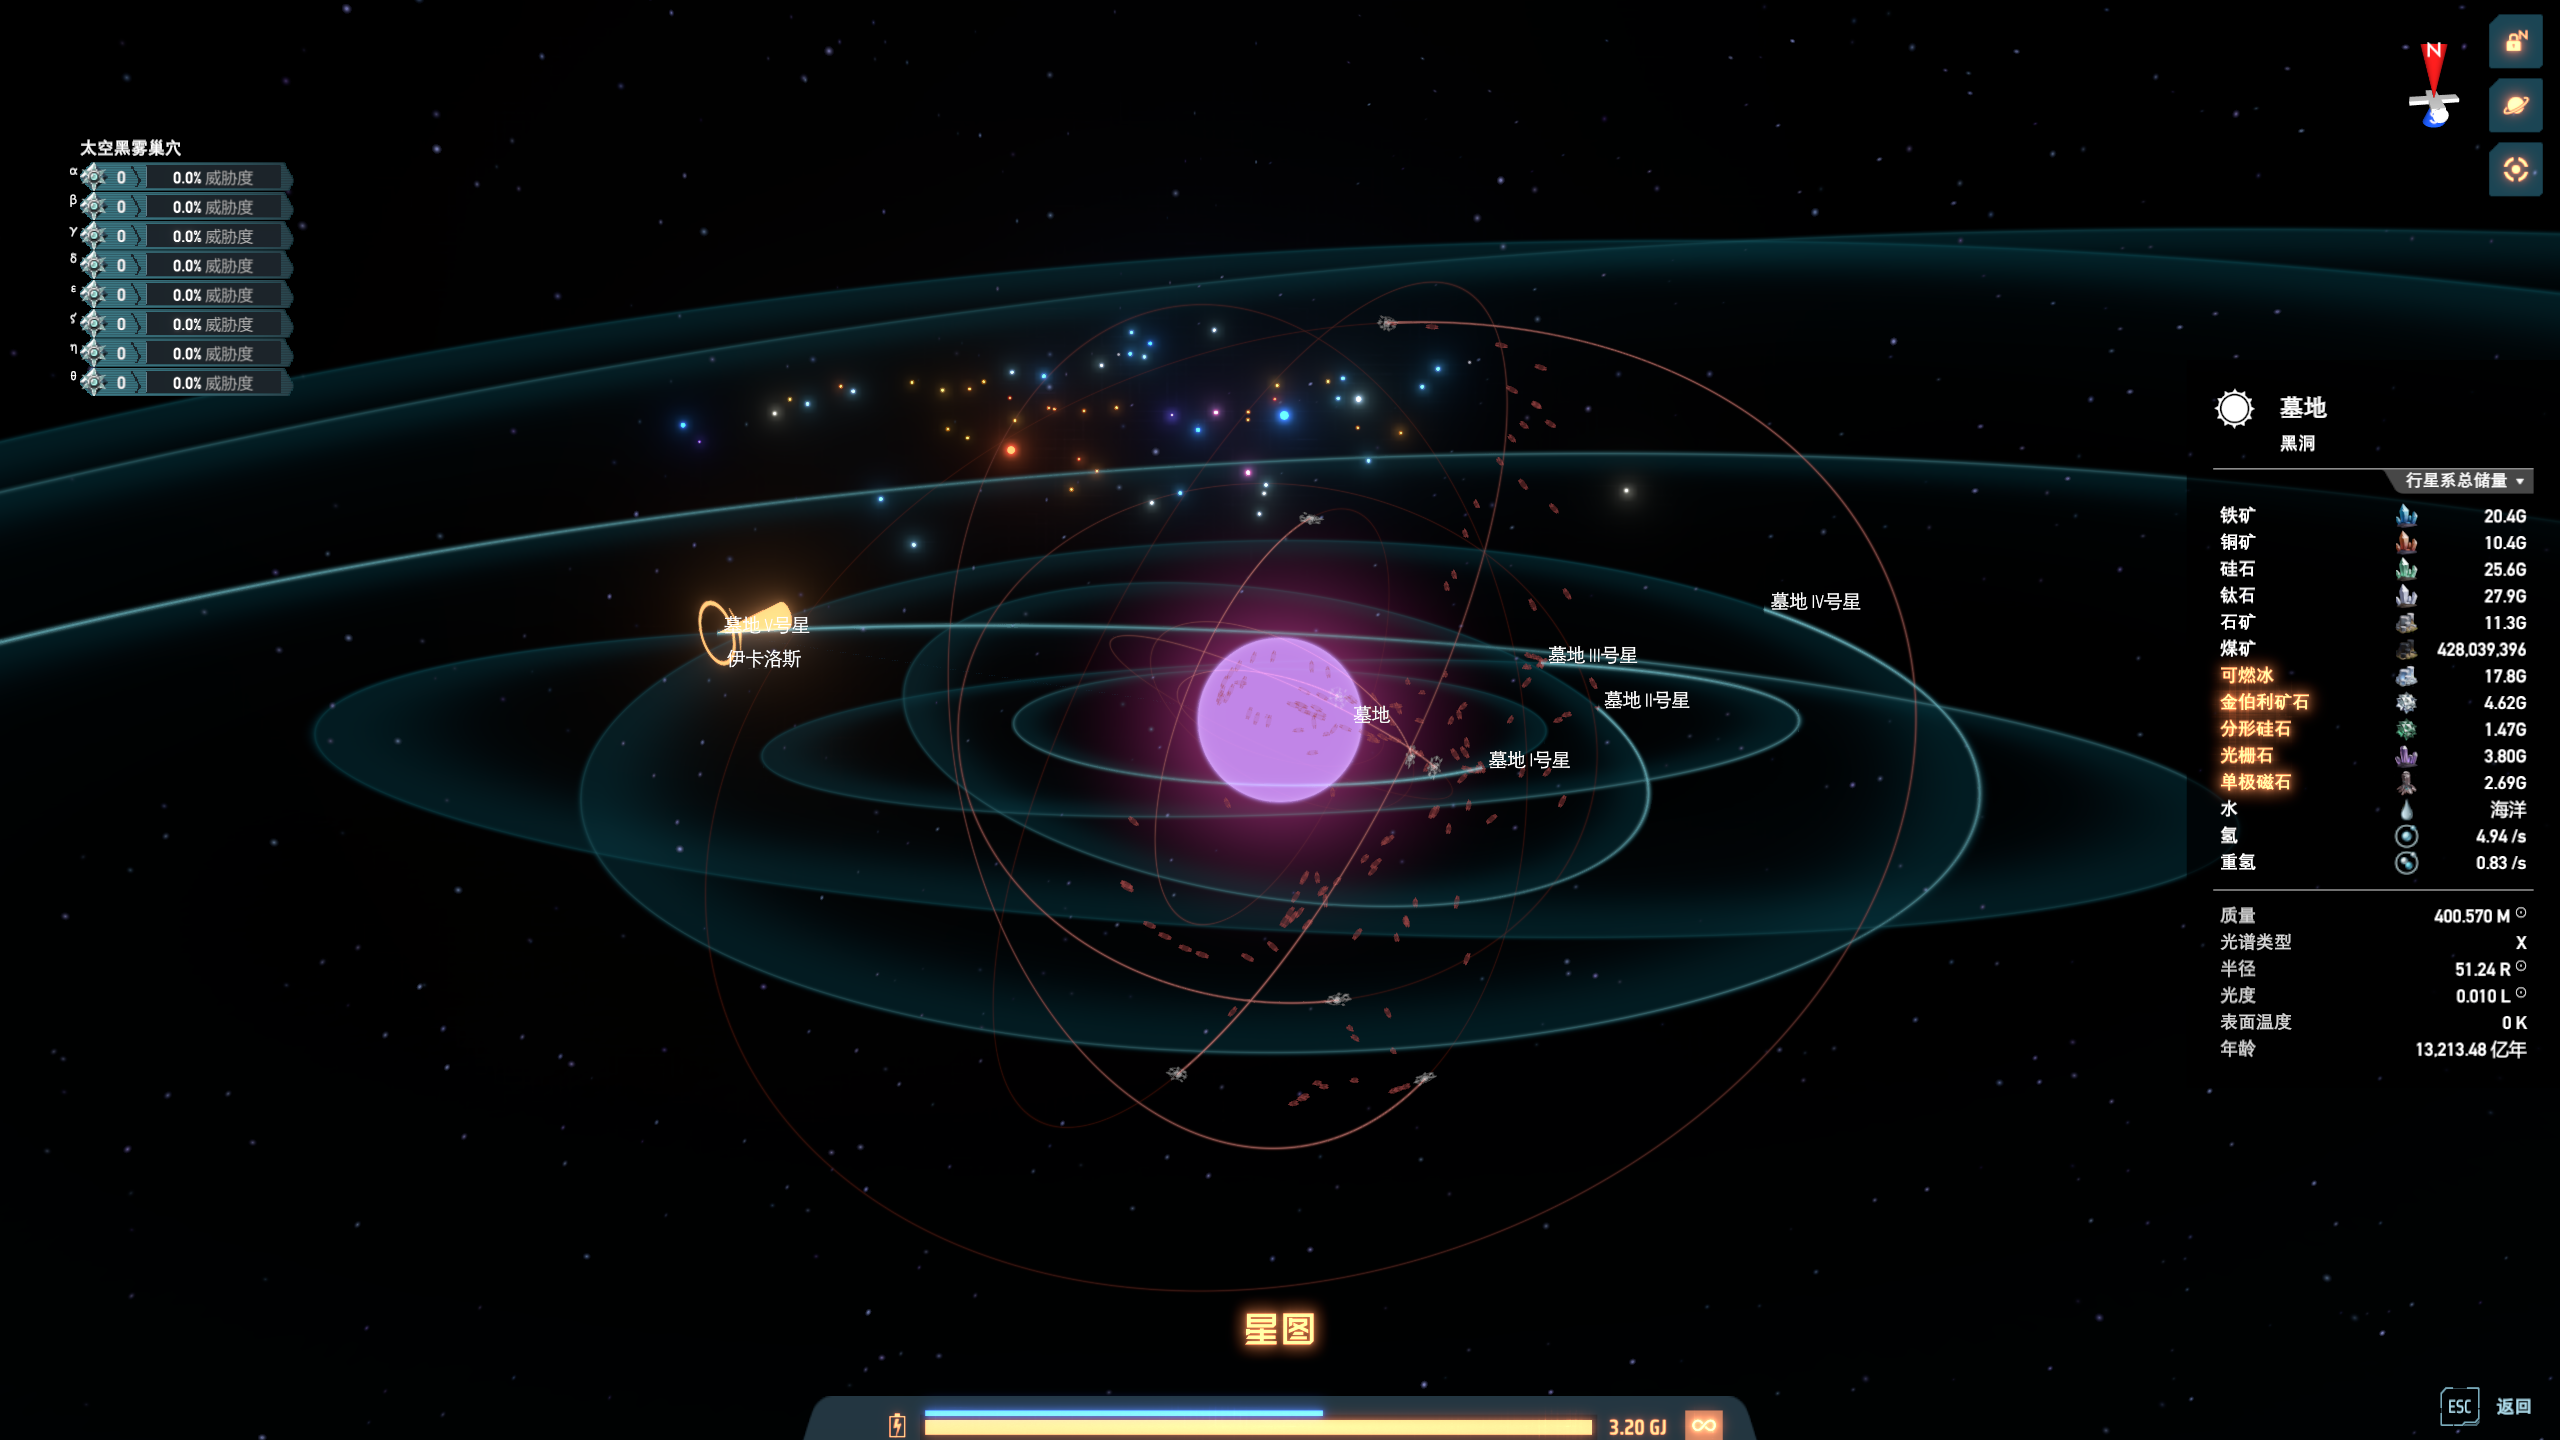 N
太空黑雾巢穴
α 0 0.0% 威胁度
β 0 0.0% 威胁度
γ 0 0.0% 威胁度
δ 0 0.0% 威胁度
ε 0 0.0% 威胁度
ς 0 0.0% 威胁度
η 0 0.0% 威胁度
θ 0 0.0% 威胁度
墓地
黑洞
行星系总储量
铁矿 20.4G
铜矿 10.4G
硅石 25.6G
钛石 27.9G
石矿 11.3G
煤矿 428,039,396
可燃冰 17.8G
金伯利矿石 4.62G
分形硅石 1.47G
光栅石 3.80G
单极磁石 2.69G
水 海洋
氢 4.94 /s
重氢 0.83 /s
质量 400.570 M☉
光谱类型 X
半径 51.24 R☉
光度 0.010 L☉
表面温度 0 K
年龄 13,213.48 亿年
墓地 IV号星
墓地 V号星
伊卡洛斯
墓地 III号星
墓地 II号星
墓地
墓地 I号星
星图
3.20 GJ
ESC 返回